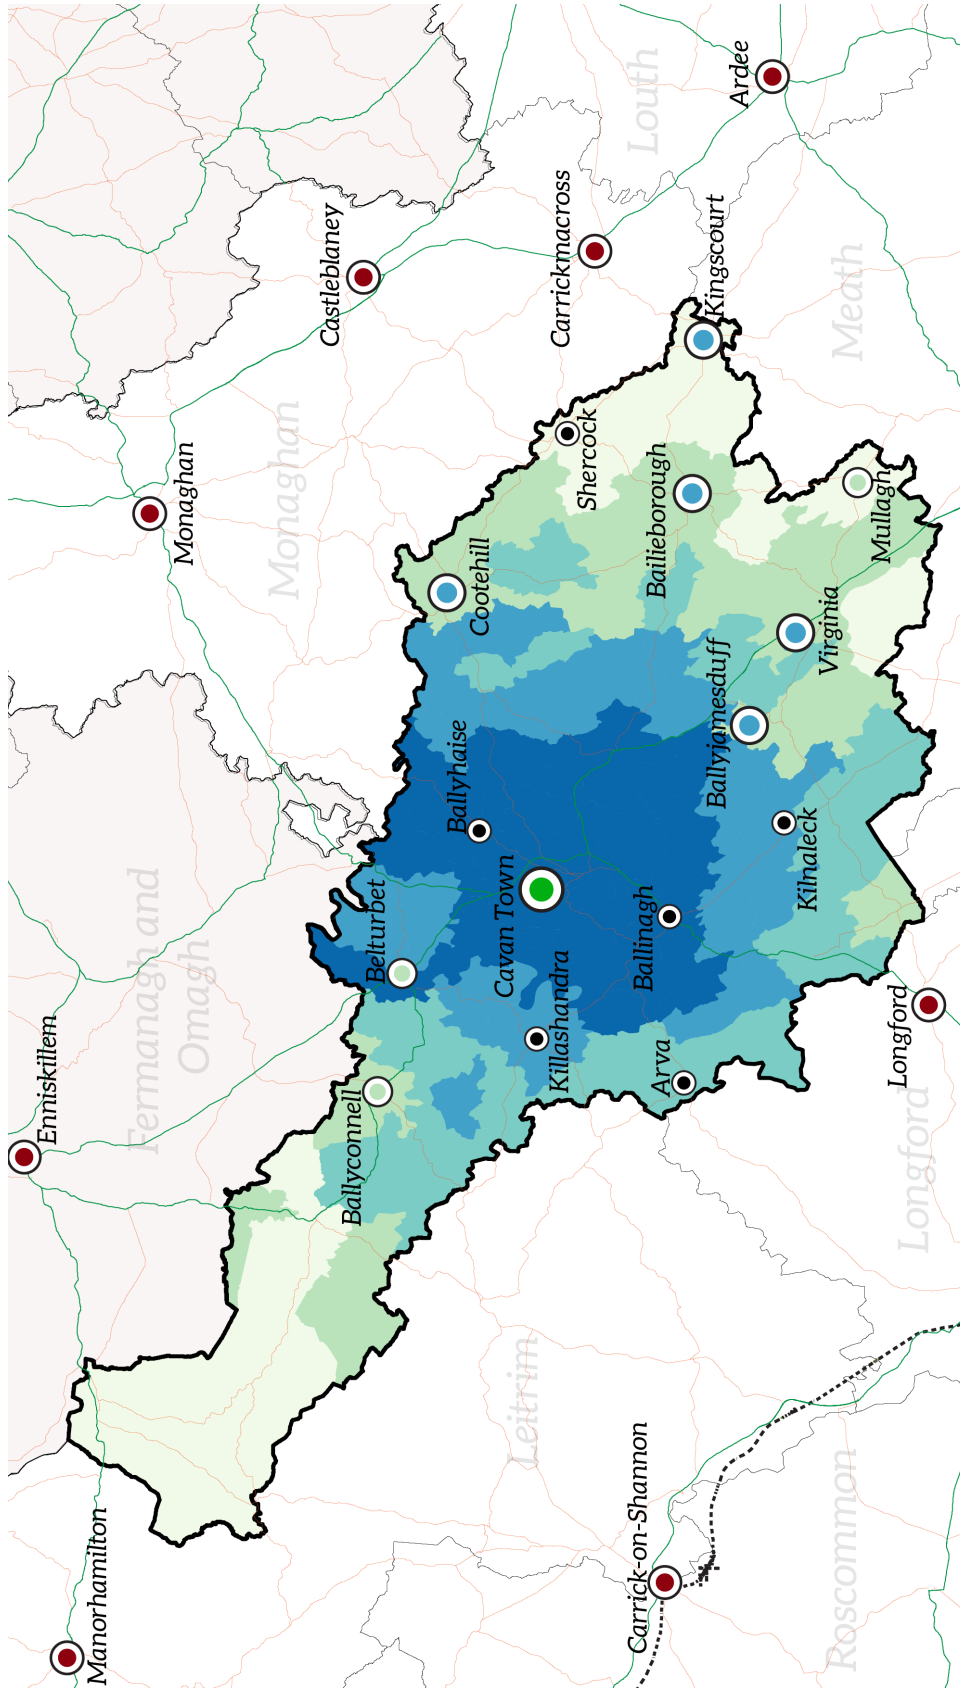 Manorhamilton
Enniskillen
Fermanagh and
Omagh
Monaghan
Monaghan
Castleblaney
Carrickmacross
Louth
Ardee
Kingscourt
Meath
Shercock
Bailieborough
Mullagh
Cootehill
Virginia
Ballyjamesduff
Ballyhaise
Kilnaleck
Cavan Town
Belturbet
Ballinagh
Killashandra
Arva
Ballyconnell
Longford
Longford
Leitrim
Carrick-on-Shannon
Roscommon